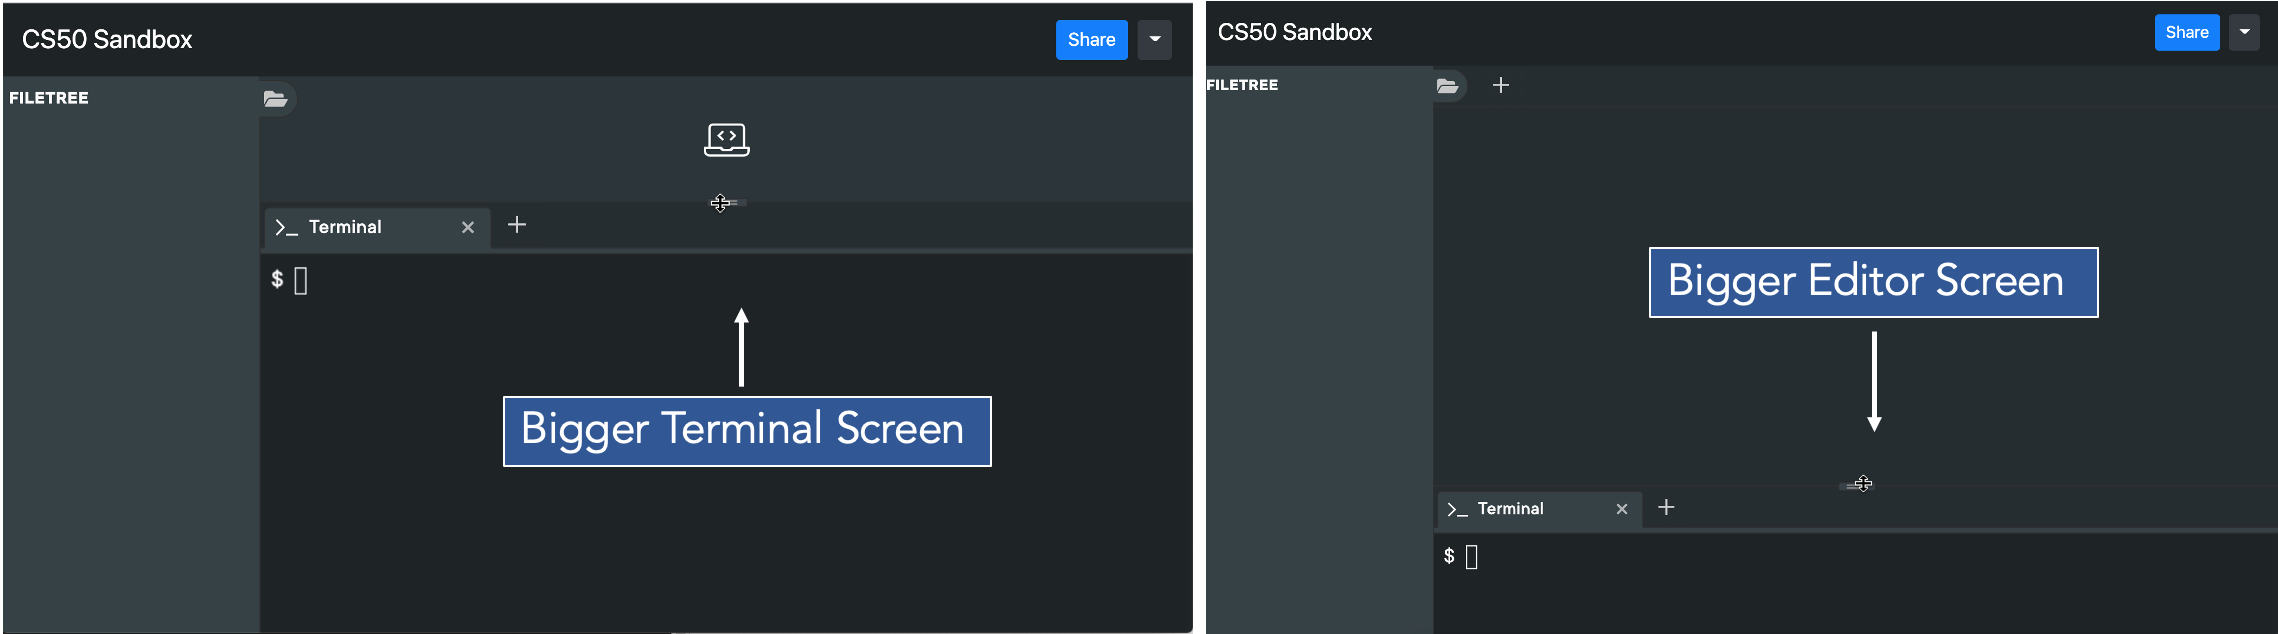 CS50 Sandbox
Share
FILETREE
>_ Terminal × +
$
Bigger Terminal Screen
CS50 Sandbox
Share
FILETREE
+
Bigger Editor Screen
>_ Terminal × +
$